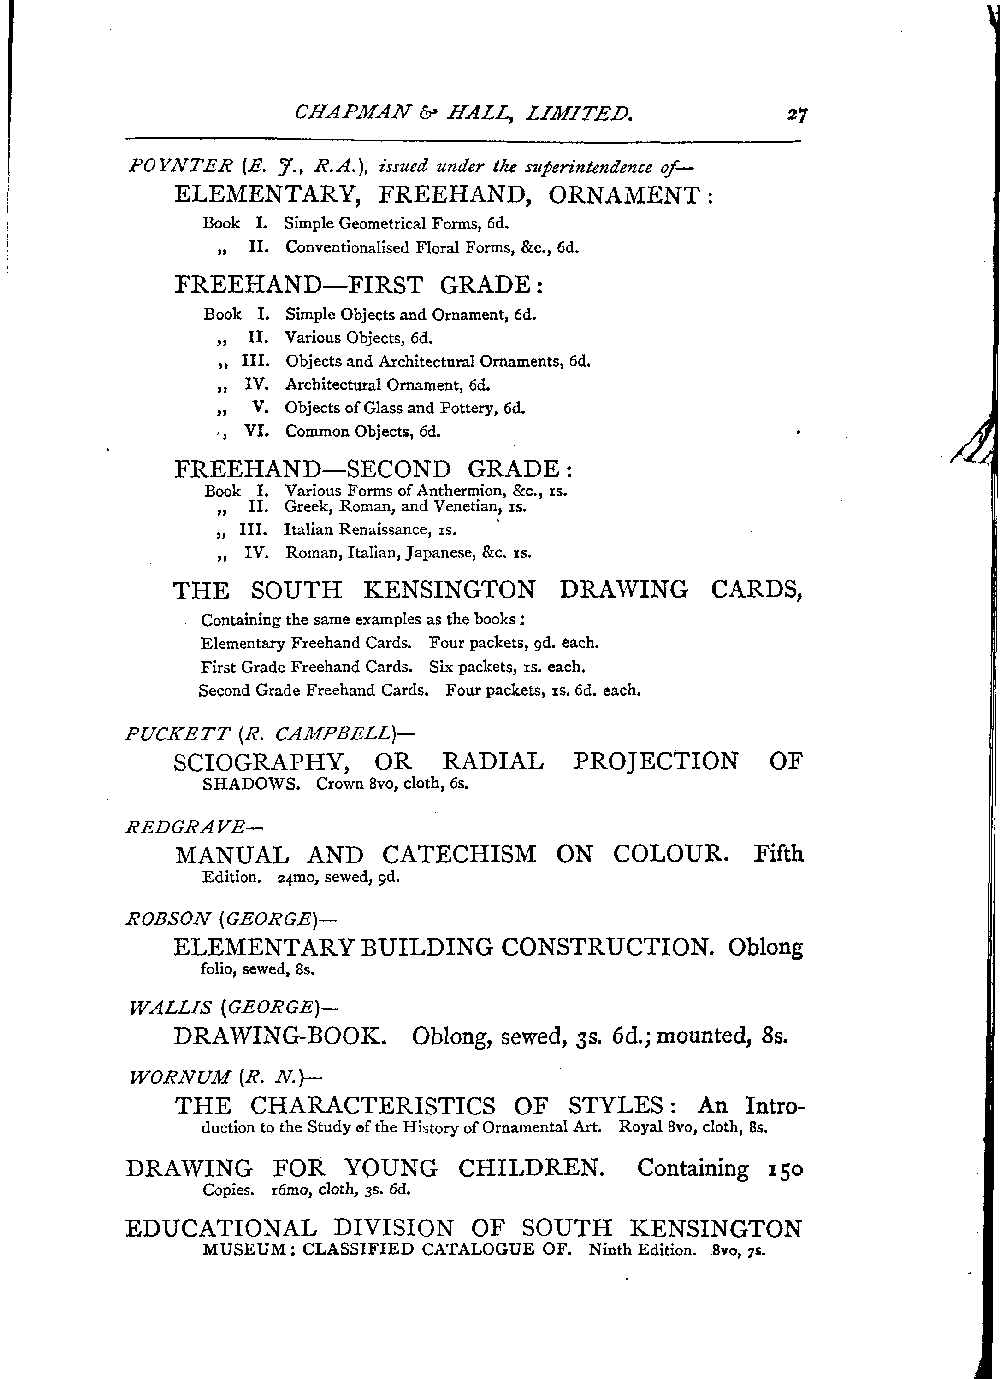 CHAPMAN & HALL, LIMITED. 27
POYNTER (E. J., R.A.), issued under the superintendence of—
ELEMENTARY, FREEHAND, ORNAMENT:
Book I. Simple Geometrical Forms, 6d.
„ II. Conventionalised Floral Forms, &c., 6d.
FREEHAND—FIRST GRADE:
Book I. Simple Objects and Ornament, 6d.
„ II. Various Objects, 6d.
„ III. Objects and Architectural Ornaments, 6d.
„ IV. Architectural Ornament, 6d.
„ V. Objects of Glass and Pottery, 6d.
„ VI. Common Objects, 6d.
FREEHAND—SECOND GRADE:
Book I. Various Forms of Anthermion, &c., 1s.
„ II. Greek, Roman, and Venetian, 1s.
„ III. Italian Renaissance, 1s.
„ IV. Roman, Italian, Japanese, &c. 1s.
THE SOUTH KENSINGTON DRAWING CARDS,
Containing the same examples as the books:
Elementary Freehand Cards. Four packets, 9d. each.
First Grade Freehand Cards. Six packets, 1s. each.
Second Grade Freehand Cards. Four packets, 1s. 6d. each.
PUCKETT (R. CAMPBELL)—
SCIOGRAPHY, OR RADIAL PROJECTION OF
SHADOWS. Crown 8vo, cloth, 6s.
REDGRAVE—
MANUAL AND CATECHISM ON COLOUR. Fifth
Edition. 24mo, sewed, 9d.
ROBSON (GEORGE)—
ELEMENTARY BUILDING CONSTRUCTION. Oblong
folio, sewed, 8s.
WALLIS (GEORGE)—
DRAWING-BOOK. Oblong, sewed, 3s. 6d.; mounted, 8s.
WORNUM (R. N.)—
THE CHARACTERISTICS OF STYLES: An Intro-
duction to the Study of the History of Ornamental Art. Royal 8vo, cloth, 8s.
DRAWING FOR YOUNG CHILDREN. Containing 150
Copies. 16mo, cloth, 3s. 6d.
EDUCATIONAL DIVISION OF SOUTH KENSINGTON
MUSEUM: CLASSIFIED CATALOGUE OF. Ninth Edition. 8vo, 7s.